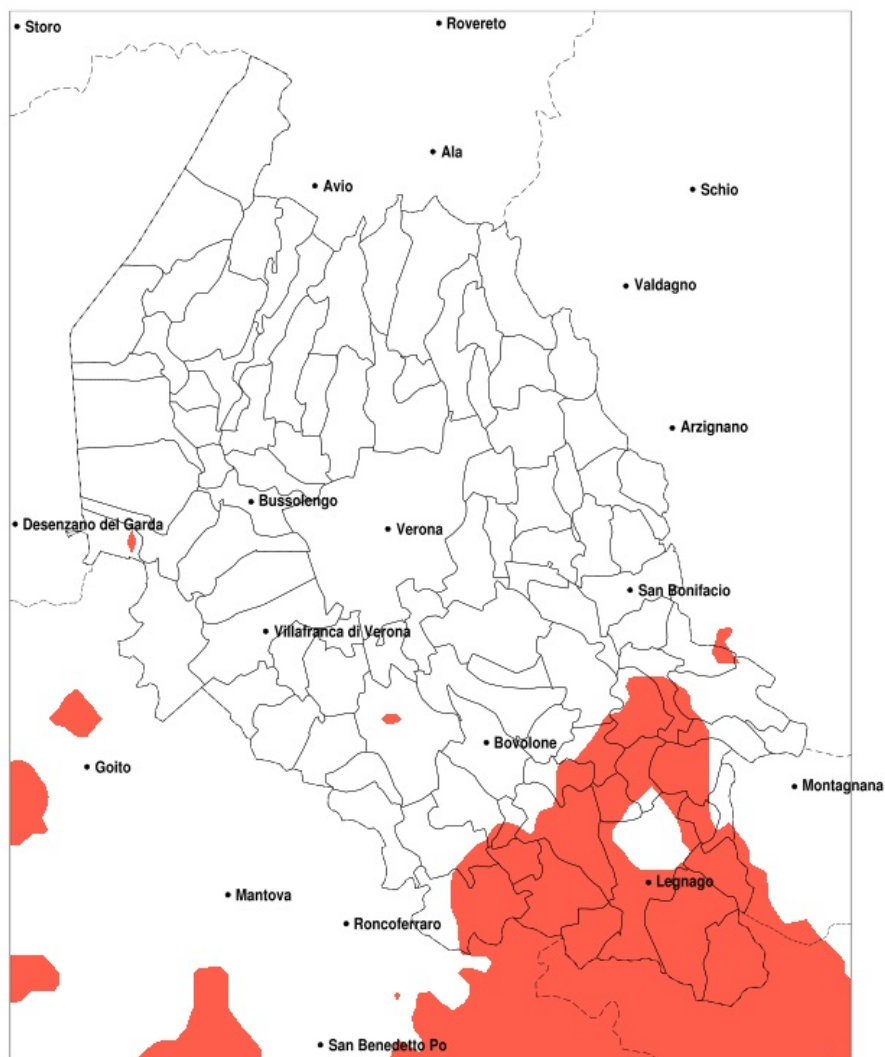 Storo
Rovereto
Ala
Avio
Schio
Valdagno
Arzignano
Bussolengo
Desenzano del Garda
Verona
San Bonifacio
Villafranca di Verona
Bovolone
Goito
Montagnana
Legnago
Mantova
Roncoferraro
San Benedetto Po